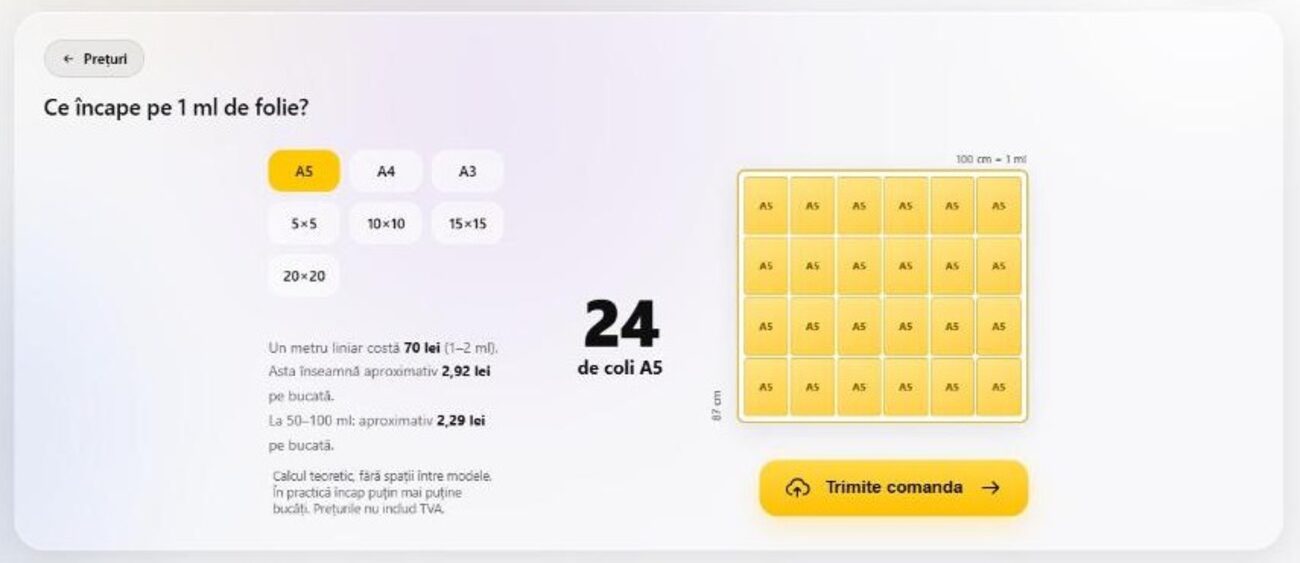 ← Prețuri
Ce încape pe 1 ml de folie?
A5 A4 A3
5×5 10×10 15×15
20×20
Un metru liniar costă 70 lei (1–2 ml).
Asta înseamnă aproximativ 2,92 lei
pe bucată.
La 50–100 ml: aproximativ 2,29 lei
pe bucată.
Calcul teoretic, fără spații între modele.
În practică încap puțin mai puține
bucăți. Prețurile nu includ TVA.
24
de coli A5
100 cm = 1 ml
A5 A5 A5 A5 A5 A5
A5 A5 A5 A5 A5 A5
A5 A5 A5 A5 A5 A5
A5 A5 A5 A5 A5 A5
87 cm
Trimite comanda →